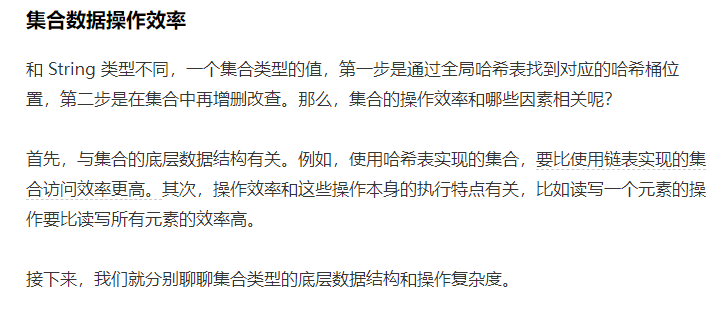 集合数据操作效率
和 String 类型不同，一个集合类型的值，第一步是通过全局哈希表找到对应的哈希桶位
置，第二步是在集合中再增删改查。那么，集合的操作效率和哪些因素相关呢？
首先，与集合的底层数据结构有关。例如，使用哈希表实现的集合，要比使用链表实现的集
合访问效率更高。其次，操作效率和这些操作本身的执行特点有关，比如读写一个元素的操
作要比读写所有元素的效率高。
接下来，我们就分别聊聊集合类型的底层数据结构和操作复杂度。